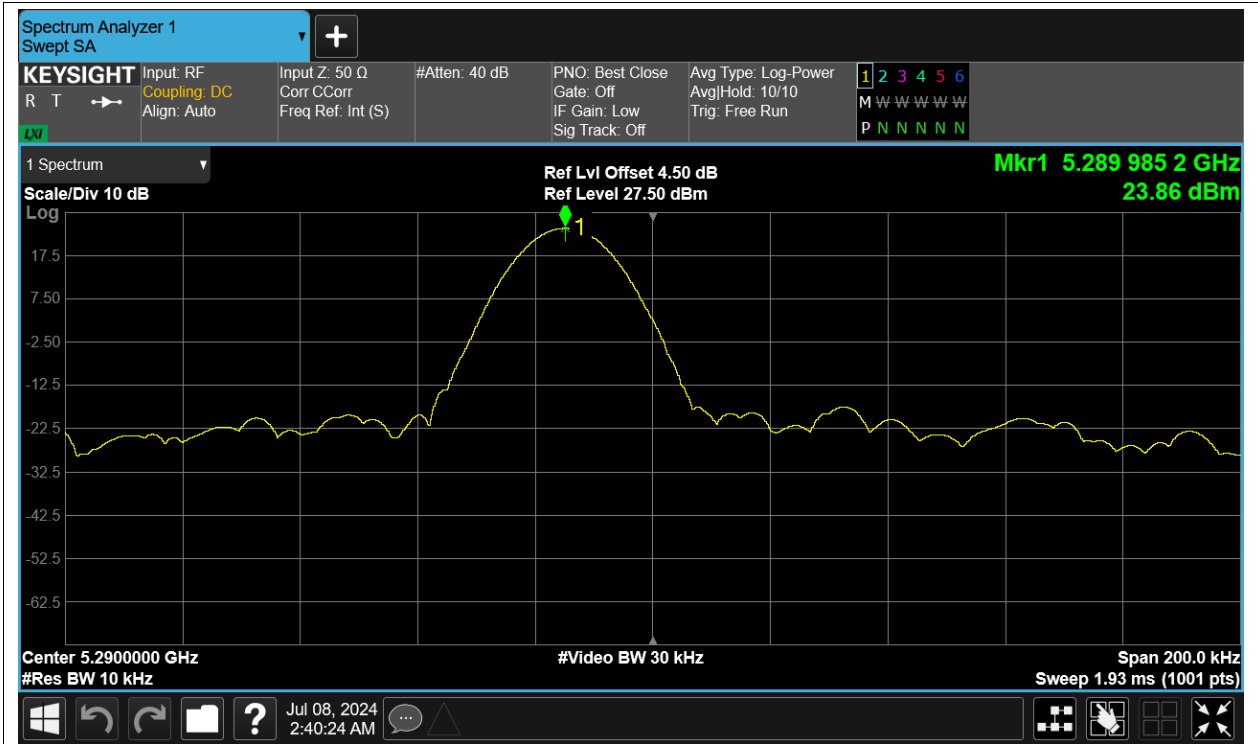 Spectrum Analyzer 1
Swept SA
KEYSIGHT
R T
LXI
Input: RF
Coupling: DC
Align: Auto
Input Z: 50 Ω
Corr CCorr
Freq Ref: Int (S)
#Atten: 40 dB
PNO: Best Close
Gate: Off
IF Gain: Low
Sig Track: Off
Avg Type: Log-Power
Avg|Hold: 10/10
Trig: Free Run
1 2 3 4 5 6
M W W W W W
P N N N N N
1 Spectrum
Scale/Div 10 dB
Log
Ref Lvl Offset 4.50 dB
Ref Level 27.50 dBm
Mkr1 5.289 985 2 GHz
23.86 dBm
1
17.5
7.50
-2.50
-12.5
-22.5
-32.5
-42.5
-52.5
-62.5
Center 5.2900000 GHz
#Video BW 30 kHz
Span 200.0 kHz
#Res BW 10 kHz
Sweep 1.93 ms (1001 pts)
?
Jul 08, 2024
2:40:24 AM